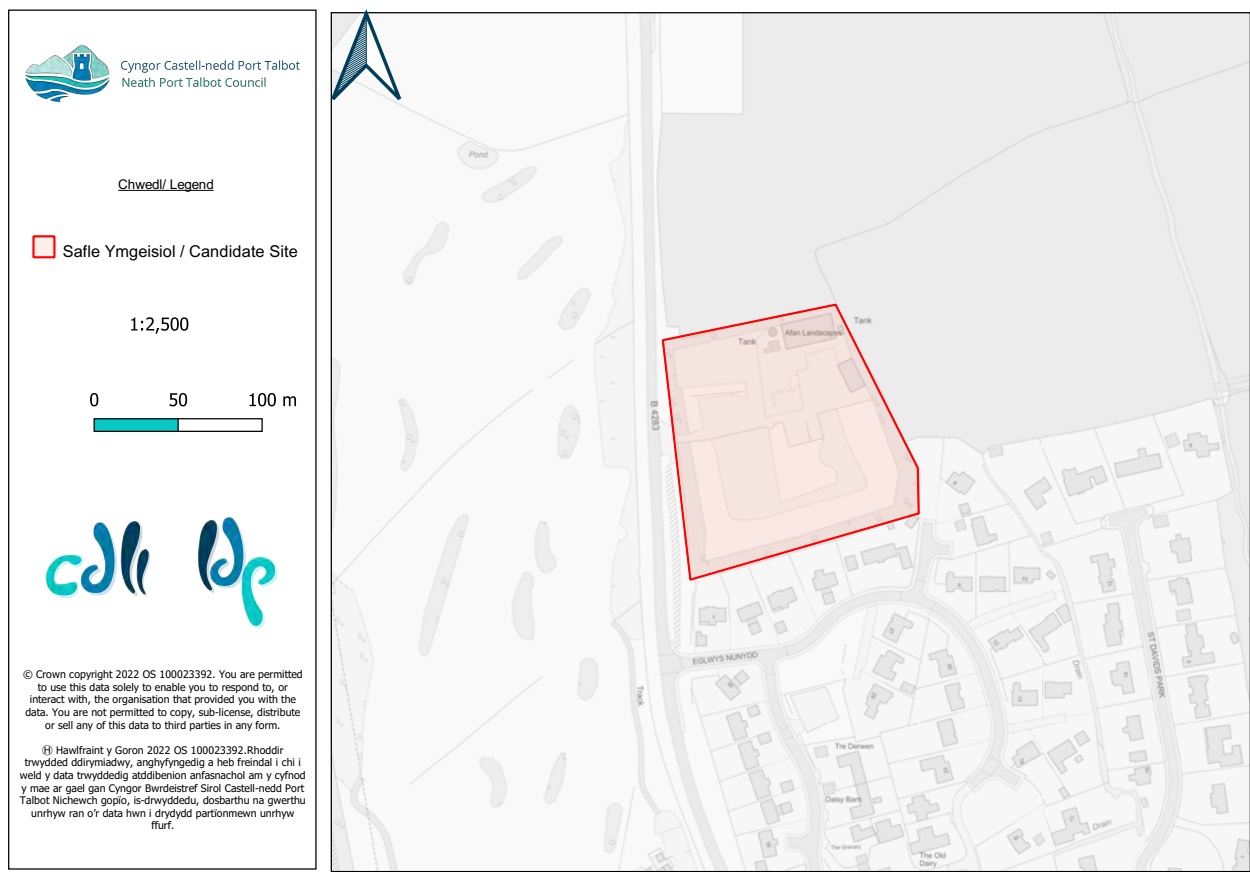 Cyngor Castell-nedd Port Talbot
Neath Port Talbot Council
Chwedl/ Legend
Safle Ymgeisiol / Candidate Site
1:2,500
0 50 100 m
cdll ldp
© Crown copyright 2022 OS 100023392. You are permitted
to use this data solely to enable you to respond to, or
interact with, the organisation that provided you with the
data. You are not permitted to copy, sub-license, distribute
or sell any of this data to third parties in any form.
Ⓗ Hawlfraint y Goron 2022 OS 100023392.Rhoddir
trwydded ddirymiadwy, anghyfyngedig a heb freindal i chi i
weld y data trwyddedig atddibenion anfasnachol am y cyfnod
y mae ar gael gan Cyngor Bwrdeistref Sirol Castell-nedd Port
Talbot Nichewch gopïo, is-drwyddedu, dosbarthu na gwerthu
unrhyw ran o'r data hwn i drydydd partïonmewn unrhyw
ffurf.
Pond
Tank
Afan Landscapes
Tank
B 4283
EGLWYS NUNYDD
ST DAVIDS PARK
Track
Drain
Tre Derwen
Daisy Barn
The Granary
The Old
Dairy
Drain